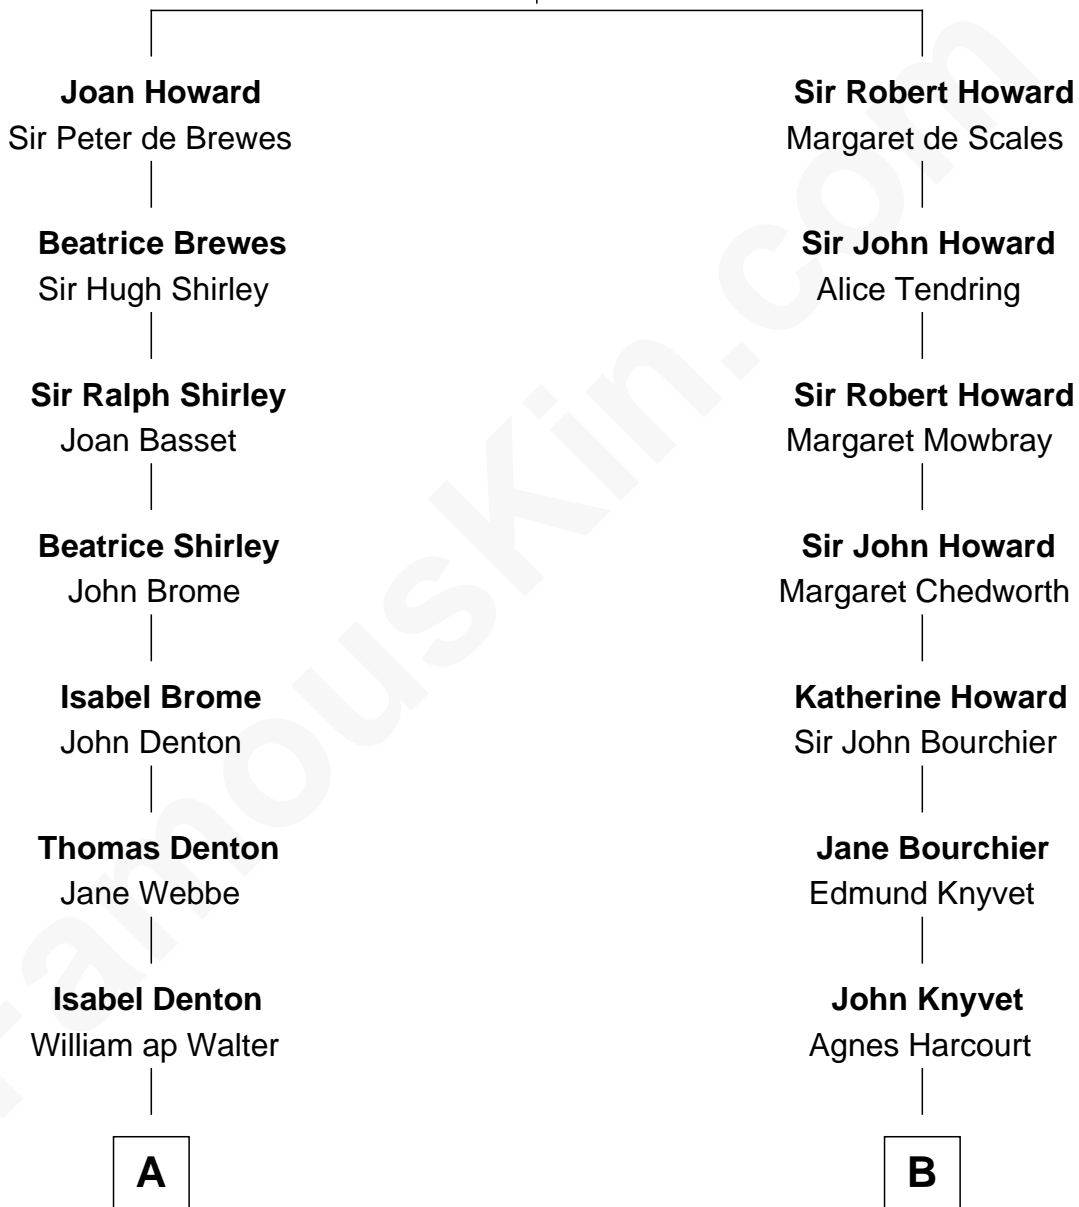 Joan Howard
Sir Peter de Brewes
Beatrice Brewes
Sir Hugh Shirley
Sir Ralph Shirley
Joan Basset
Beatrice Shirley
John Brome
Isabel Brome
John Denton
Thomas Denton
Jane Webbe
Isabel Denton
William ap Walter
A
Sir Robert Howard
Margaret de Scales
Sir John Howard
Alice Tendring
Sir Robert Howard
Margaret Mowbray
Sir John Howard
Margaret Chedworth
Katherine Howard
Sir John Bourchier
Jane Bourchier
Edmund Knyvet
John Knyvet
Agnes Harcourt
B
FamousKin.com